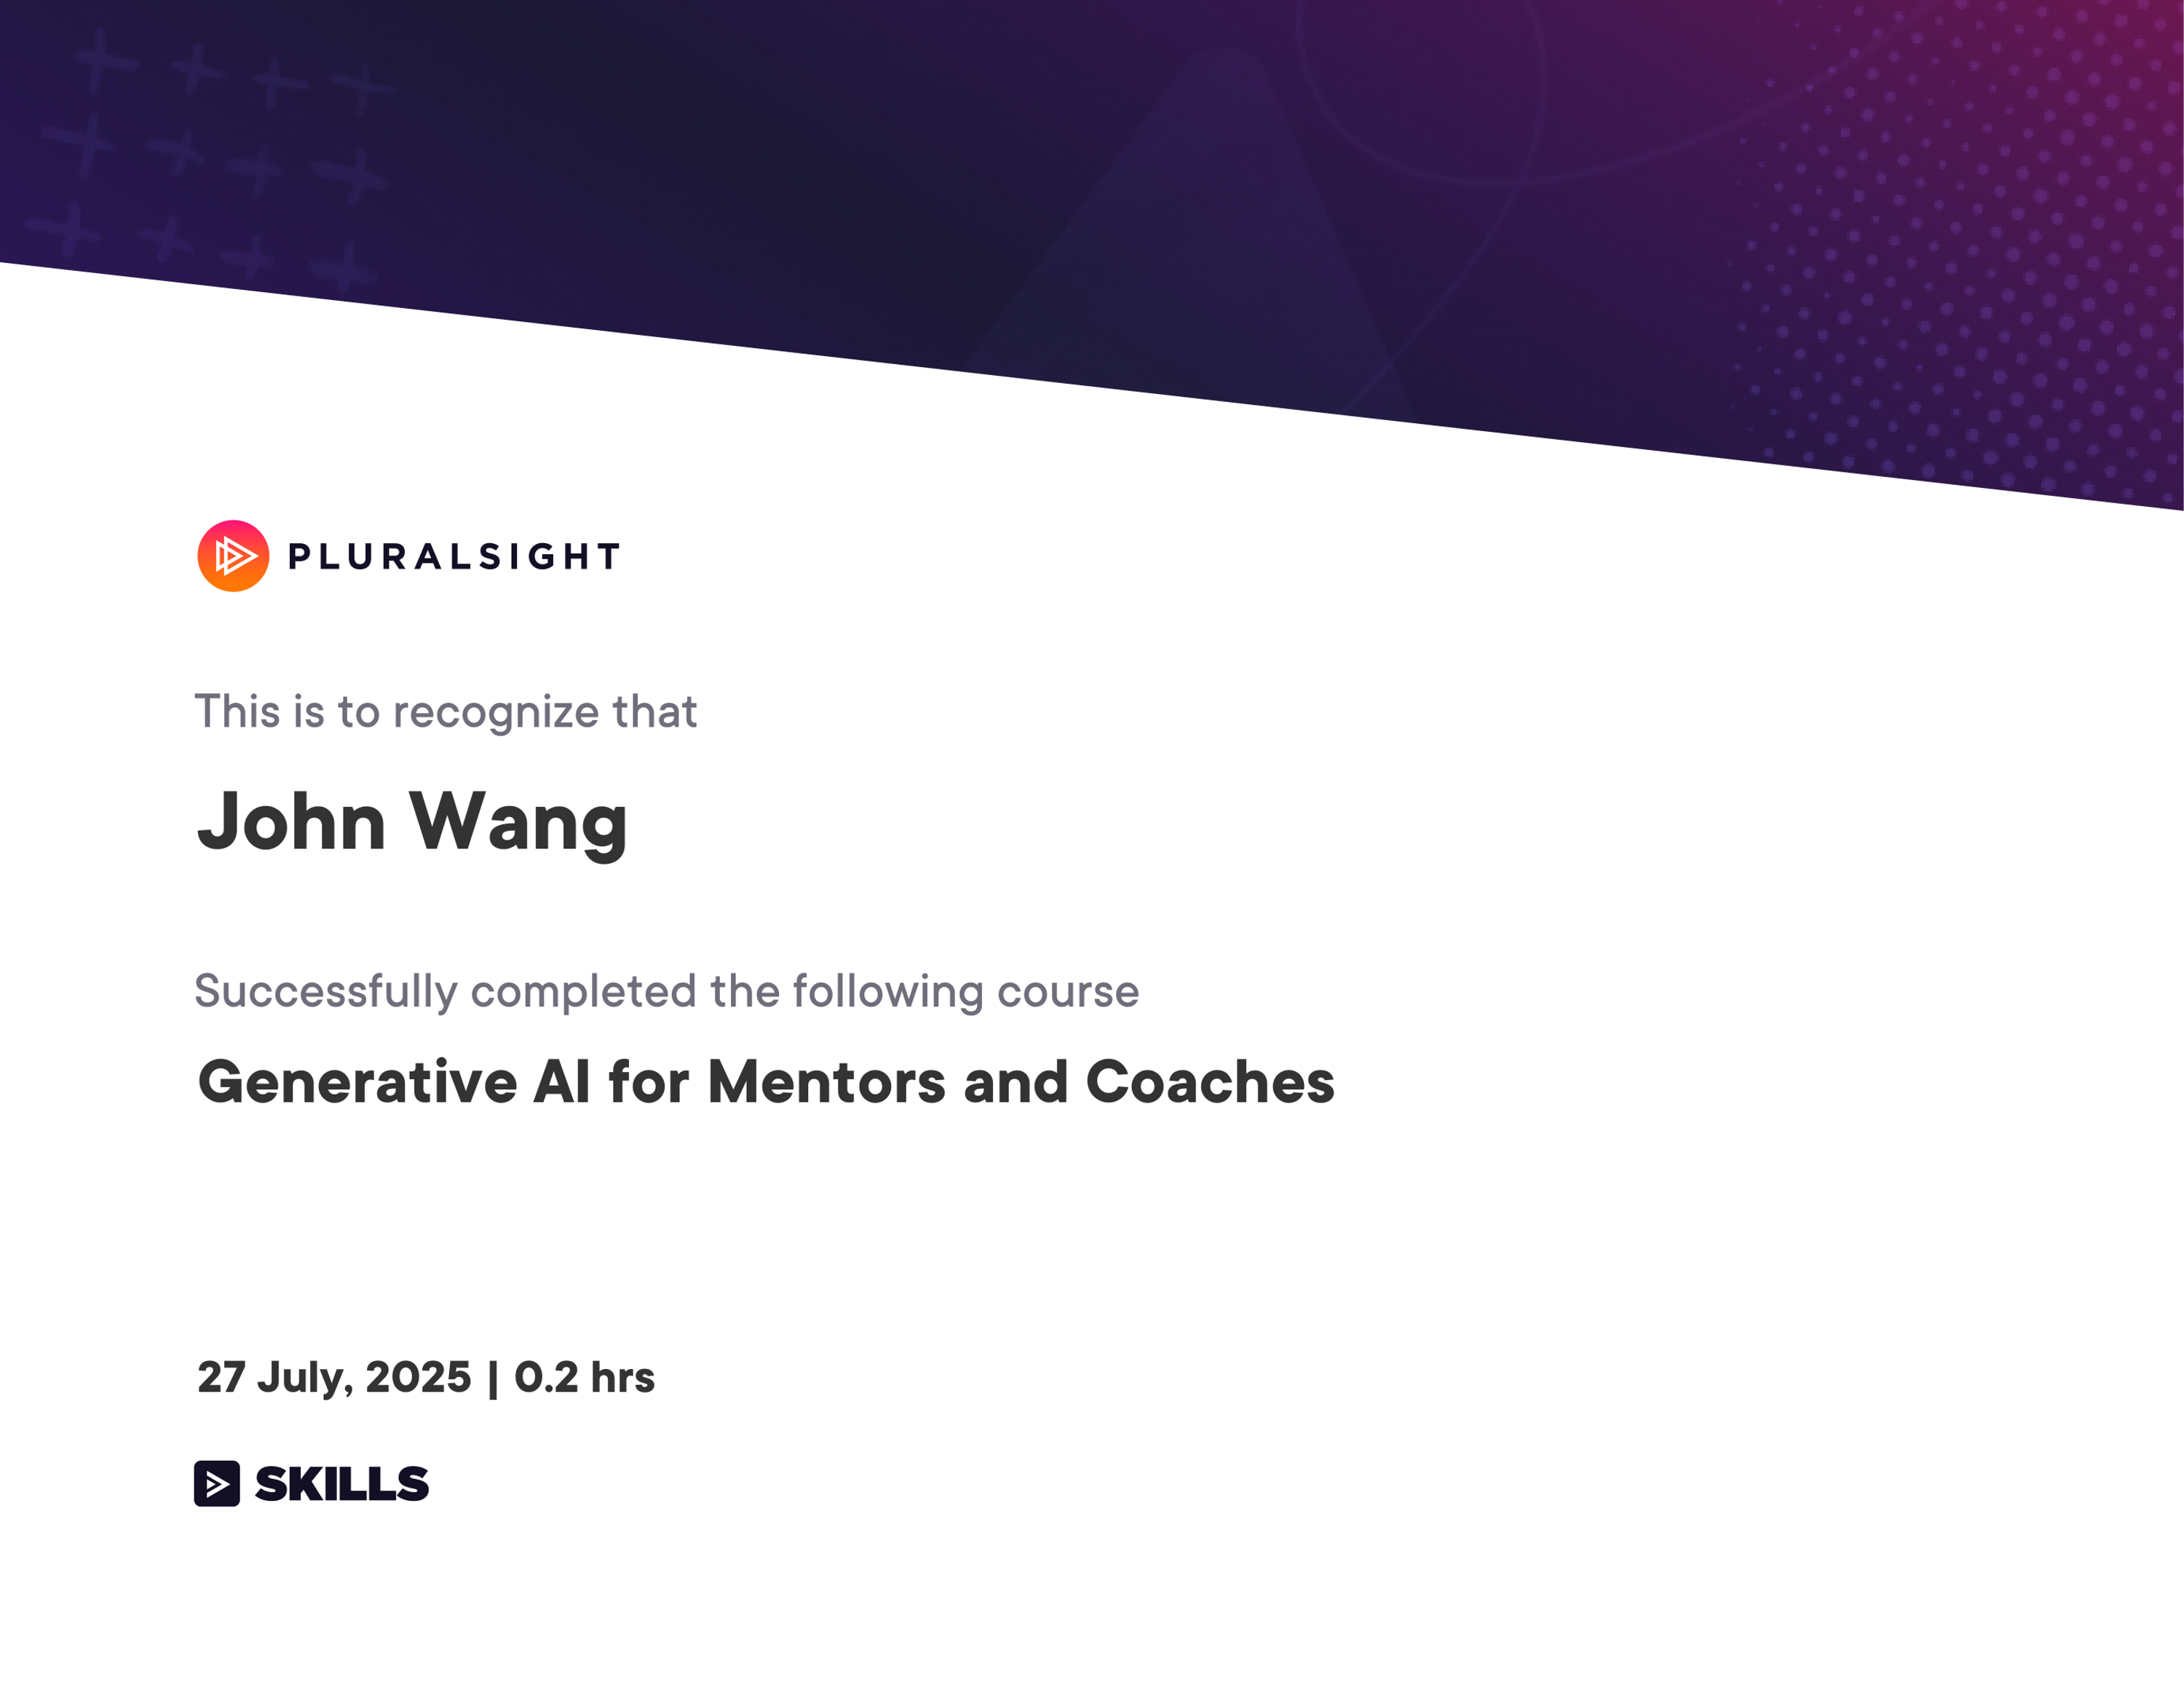 PLURALSIGHT
This is to recognize that
John Wang
Successfully completed the following course
Generative AI for Mentors and Coaches
27 July, 2025 | 0.2 hrs
SKILLS